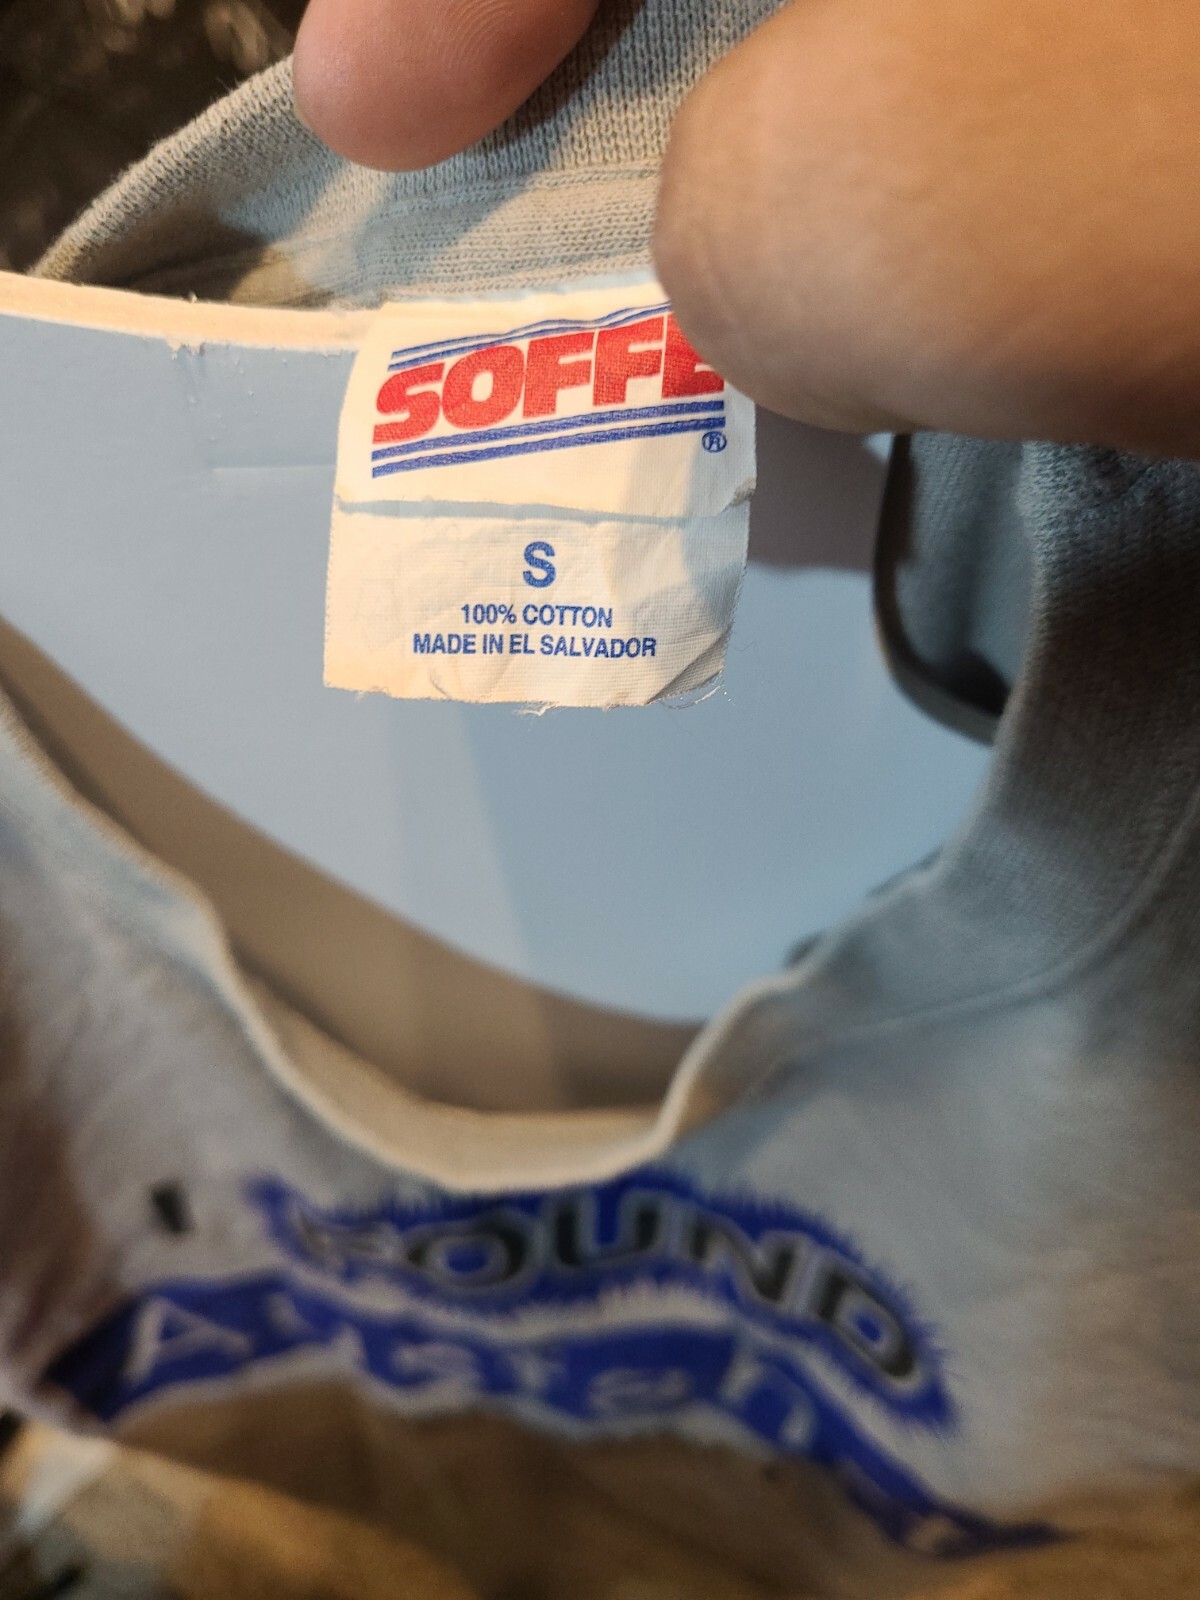 SOFFE
®
S
100% COTTON
MADE IN EL SALVADOR
FOUND